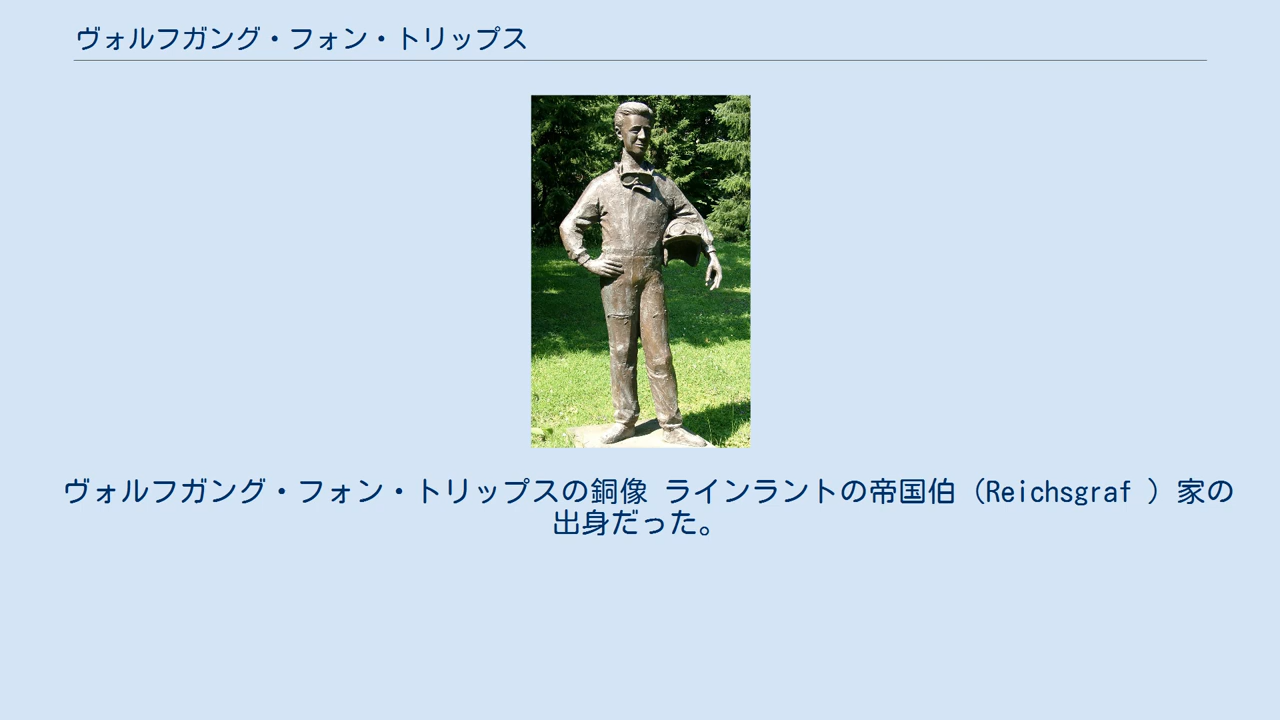 ヴォルフガング・フォン・トリップス
ヴォルフガング・フォン・トリップスの銅像 ラインラントの帝国伯（Reichsgraf ）家の
出身だった。